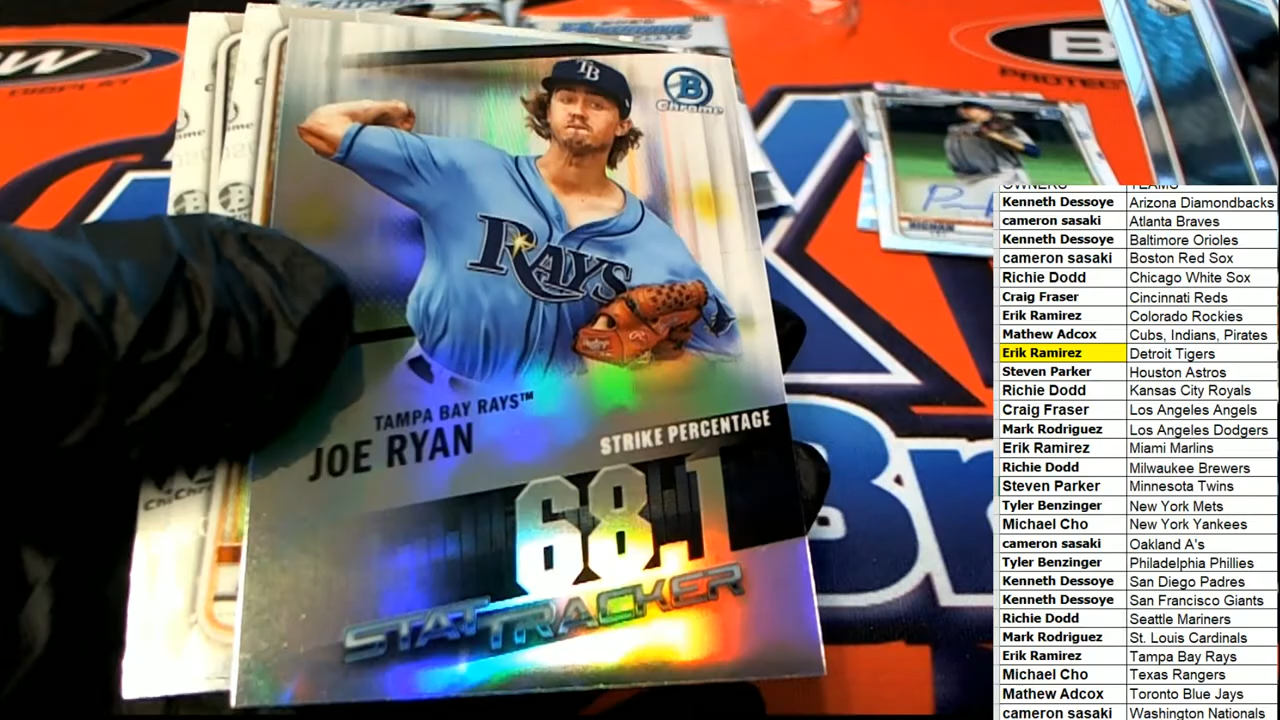 TB
B
Chrome
RAYS
Rawlings
TAMPA BAY RAYS™
JOE RYAN
STRIKE PERCENTAGE
68.1
STAT TRACKER
B
PROTECT
OWNERS TEAMS
Kenneth Dessoye Arizona Diamondbacks
cameron sasaki Atlanta Braves
Kenneth Dessoye Baltimore Orioles
cameron sasaki Boston Red Sox
Richie Dodd Chicago White Sox
Craig Fraser Cincinnati Reds
Erik Ramirez Colorado Rockies
Mathew Adcox Cubs, Indians, Pirates
Erik Ramirez Detroit Tigers
Steven Parker Houston Astros
Richie Dodd Kansas City Royals
Craig Fraser Los Angeles Angels
Mark Rodriguez Los Angeles Dodgers
Erik Ramirez Miami Marlins
Richie Dodd Milwaukee Brewers
Steven Parker Minnesota Twins
Tyler Benzinger New York Mets
Michael Cho New York Yankees
cameron sasaki Oakland A's
Tyler Benzinger Philadelphia Phillies
Kenneth Dessoye San Diego Padres
Kenneth Dessoye San Francisco Giants
Richie Dodd Seattle Mariners
Mark Rodriguez St. Louis Cardinals
Erik Ramirez Tampa Bay Rays
Michael Cho Texas Rangers
Mathew Adcox Toronto Blue Jays
cameron sasaki Washington Nationals